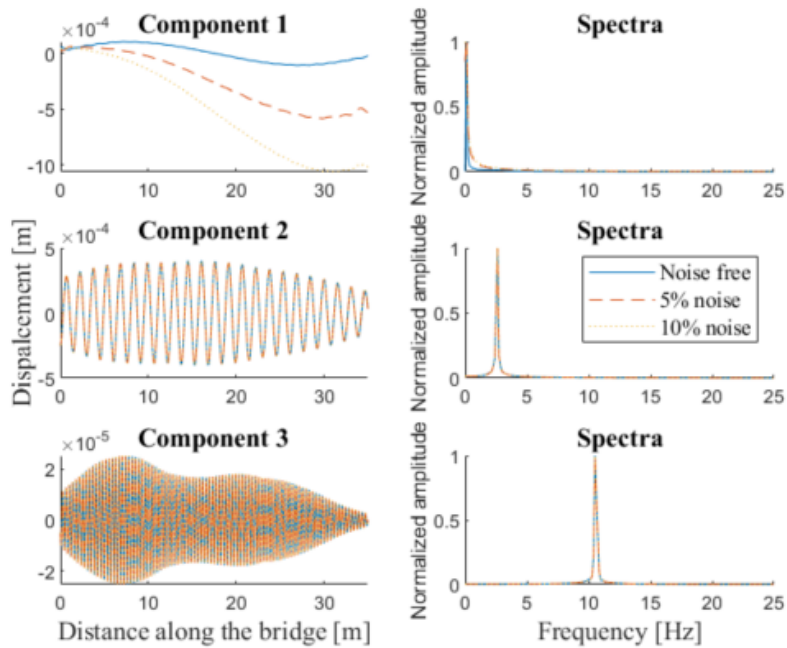 Component 1
Spectra
×10⁻⁴
0
-5
-10
0 10 20 30
Normalized amplitude
1
0.5
0
0 5 10 15 20 25
Component 2
Spectra
×10⁻⁴
5
0
-5
0 10 20 30
Dispalcement [m]
Normalized amplitude
1
0.5
0
0 5 10 15 20 25
Noise free
5% noise
10% noise
Component 3
Spectra
×10⁻⁵
2
0
-2
0 10 20 30
Distance along the bridge [m]
Normalized amplitude
1
0.5
0
0 5 10 15 20 25
Frequency [Hz]